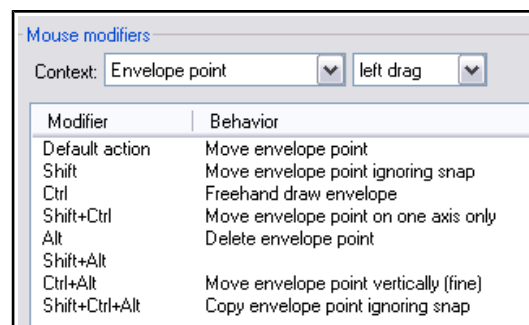 Mouse modifiers
Context: Envelope point left drag
Modifier Behavior
Default action Move envelope point
Shift Move envelope point ignoring snap
Ctrl Freehand draw envelope
Shift+Ctrl Move envelope point on one axis only
Alt Delete envelope point
Shift+Alt
Ctrl+Alt Move envelope point vertically (fine)
Shift+Ctrl+Alt Copy envelope point ignoring snap